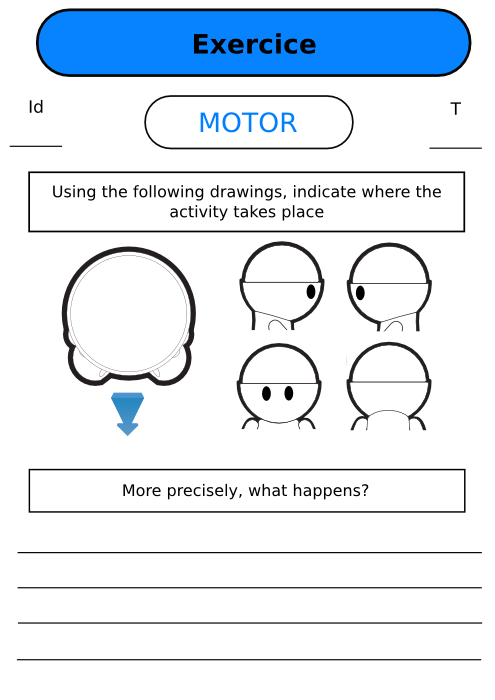 Exercice
Id
T
MOTOR
Using the following drawings, indicate where the
activity takes place
More precisely, what happens?